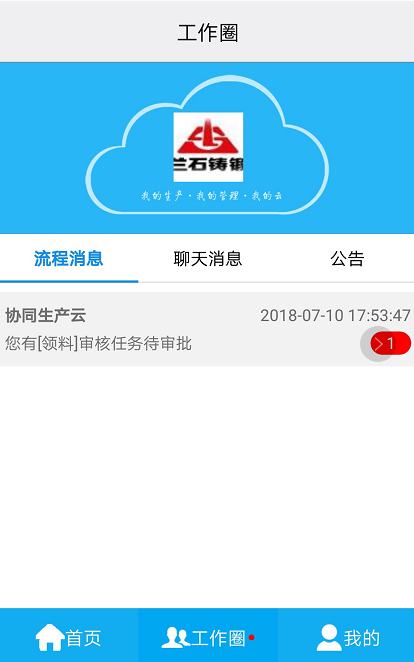 工作圈
兰石铸钢
我的生产·我的管理·我的云
流程消息 聊天消息 公告
协同生产云 2018-07-10 17:53:47
您有[领料]审核任务待审批 1
首页 工作圈 我的